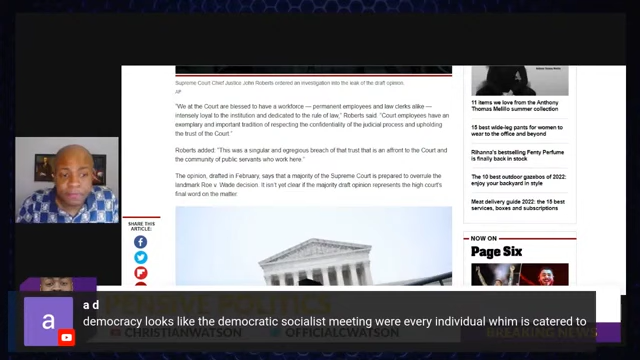 Supreme Court Chief Justice John Roberts ordered an investigation into the leak of the draft opinion.
AP
"We at the Court are blessed to have a workforce — permanent employees and law clerks alike —
intensely loyal to the institution and dedicated to the rule of law," Roberts said. "Court employees have
an exemplary and important tradition of respecting the confidentiality of the judicial process and upholding
the trust of the Court."
Roberts added: "This was a singular and egregious breach of that trust that is an affront to the Court and
the community of public servants who work here."
The opinion, drafted in February, says that a majority of the Supreme Court is prepared to overrule the
landmark Roe v. Wade decision. It isn't yet clear if the majority draft opinion represents the high court's
final word on the matter.
SHARE THIS
ARTICLE:
11 items we love from the Anthony
Thomas Melillo summer collection
15 best wide-leg pants for women to
wear to the office and beyond
Rihanna's bestselling Fenty Perfume
is finally back in stock
The 10 best outdoor gazebos of 2022:
enjoy your backyard in style
Meat delivery guide 2022: the 15 best
services, boxes and subscriptions
NOW ON
Page Six
a
a d
democracy looks like the democratic socialist meeting were every individual whim is catered to
PENSIVE POLITICS
CHRISTIANWATSON
OFFICIALCWATSON
BREAKING NEWS